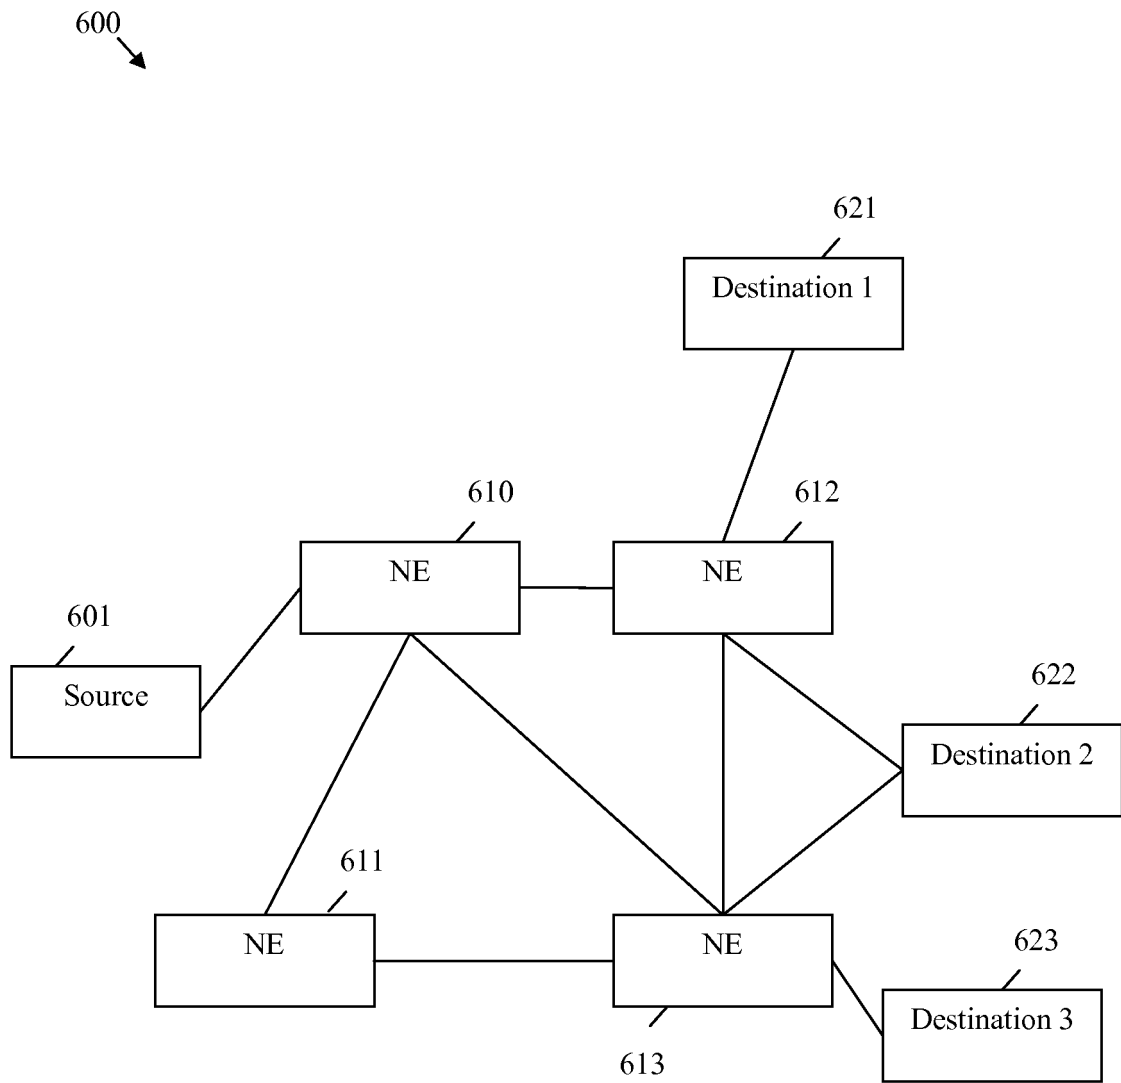 600
621
Destination 1
610
612
NE
NE
601
Source
622
Destination 2
611
NE
NE
623
Destination 3
613